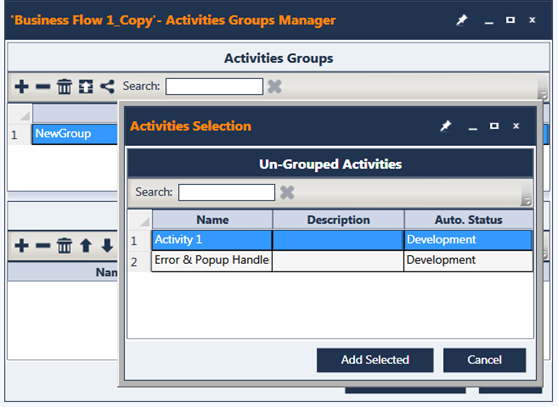 'Business Flow 1_Copy'- Activities Groups Manager
Activities Groups
Search:
1 NewGroup
Activities Selection
Un-Grouped Activities
Search:
Name Description Auto. Status
1 Activity 1 Development
2 Error & Popup Handle Development
Add Selected Cancel